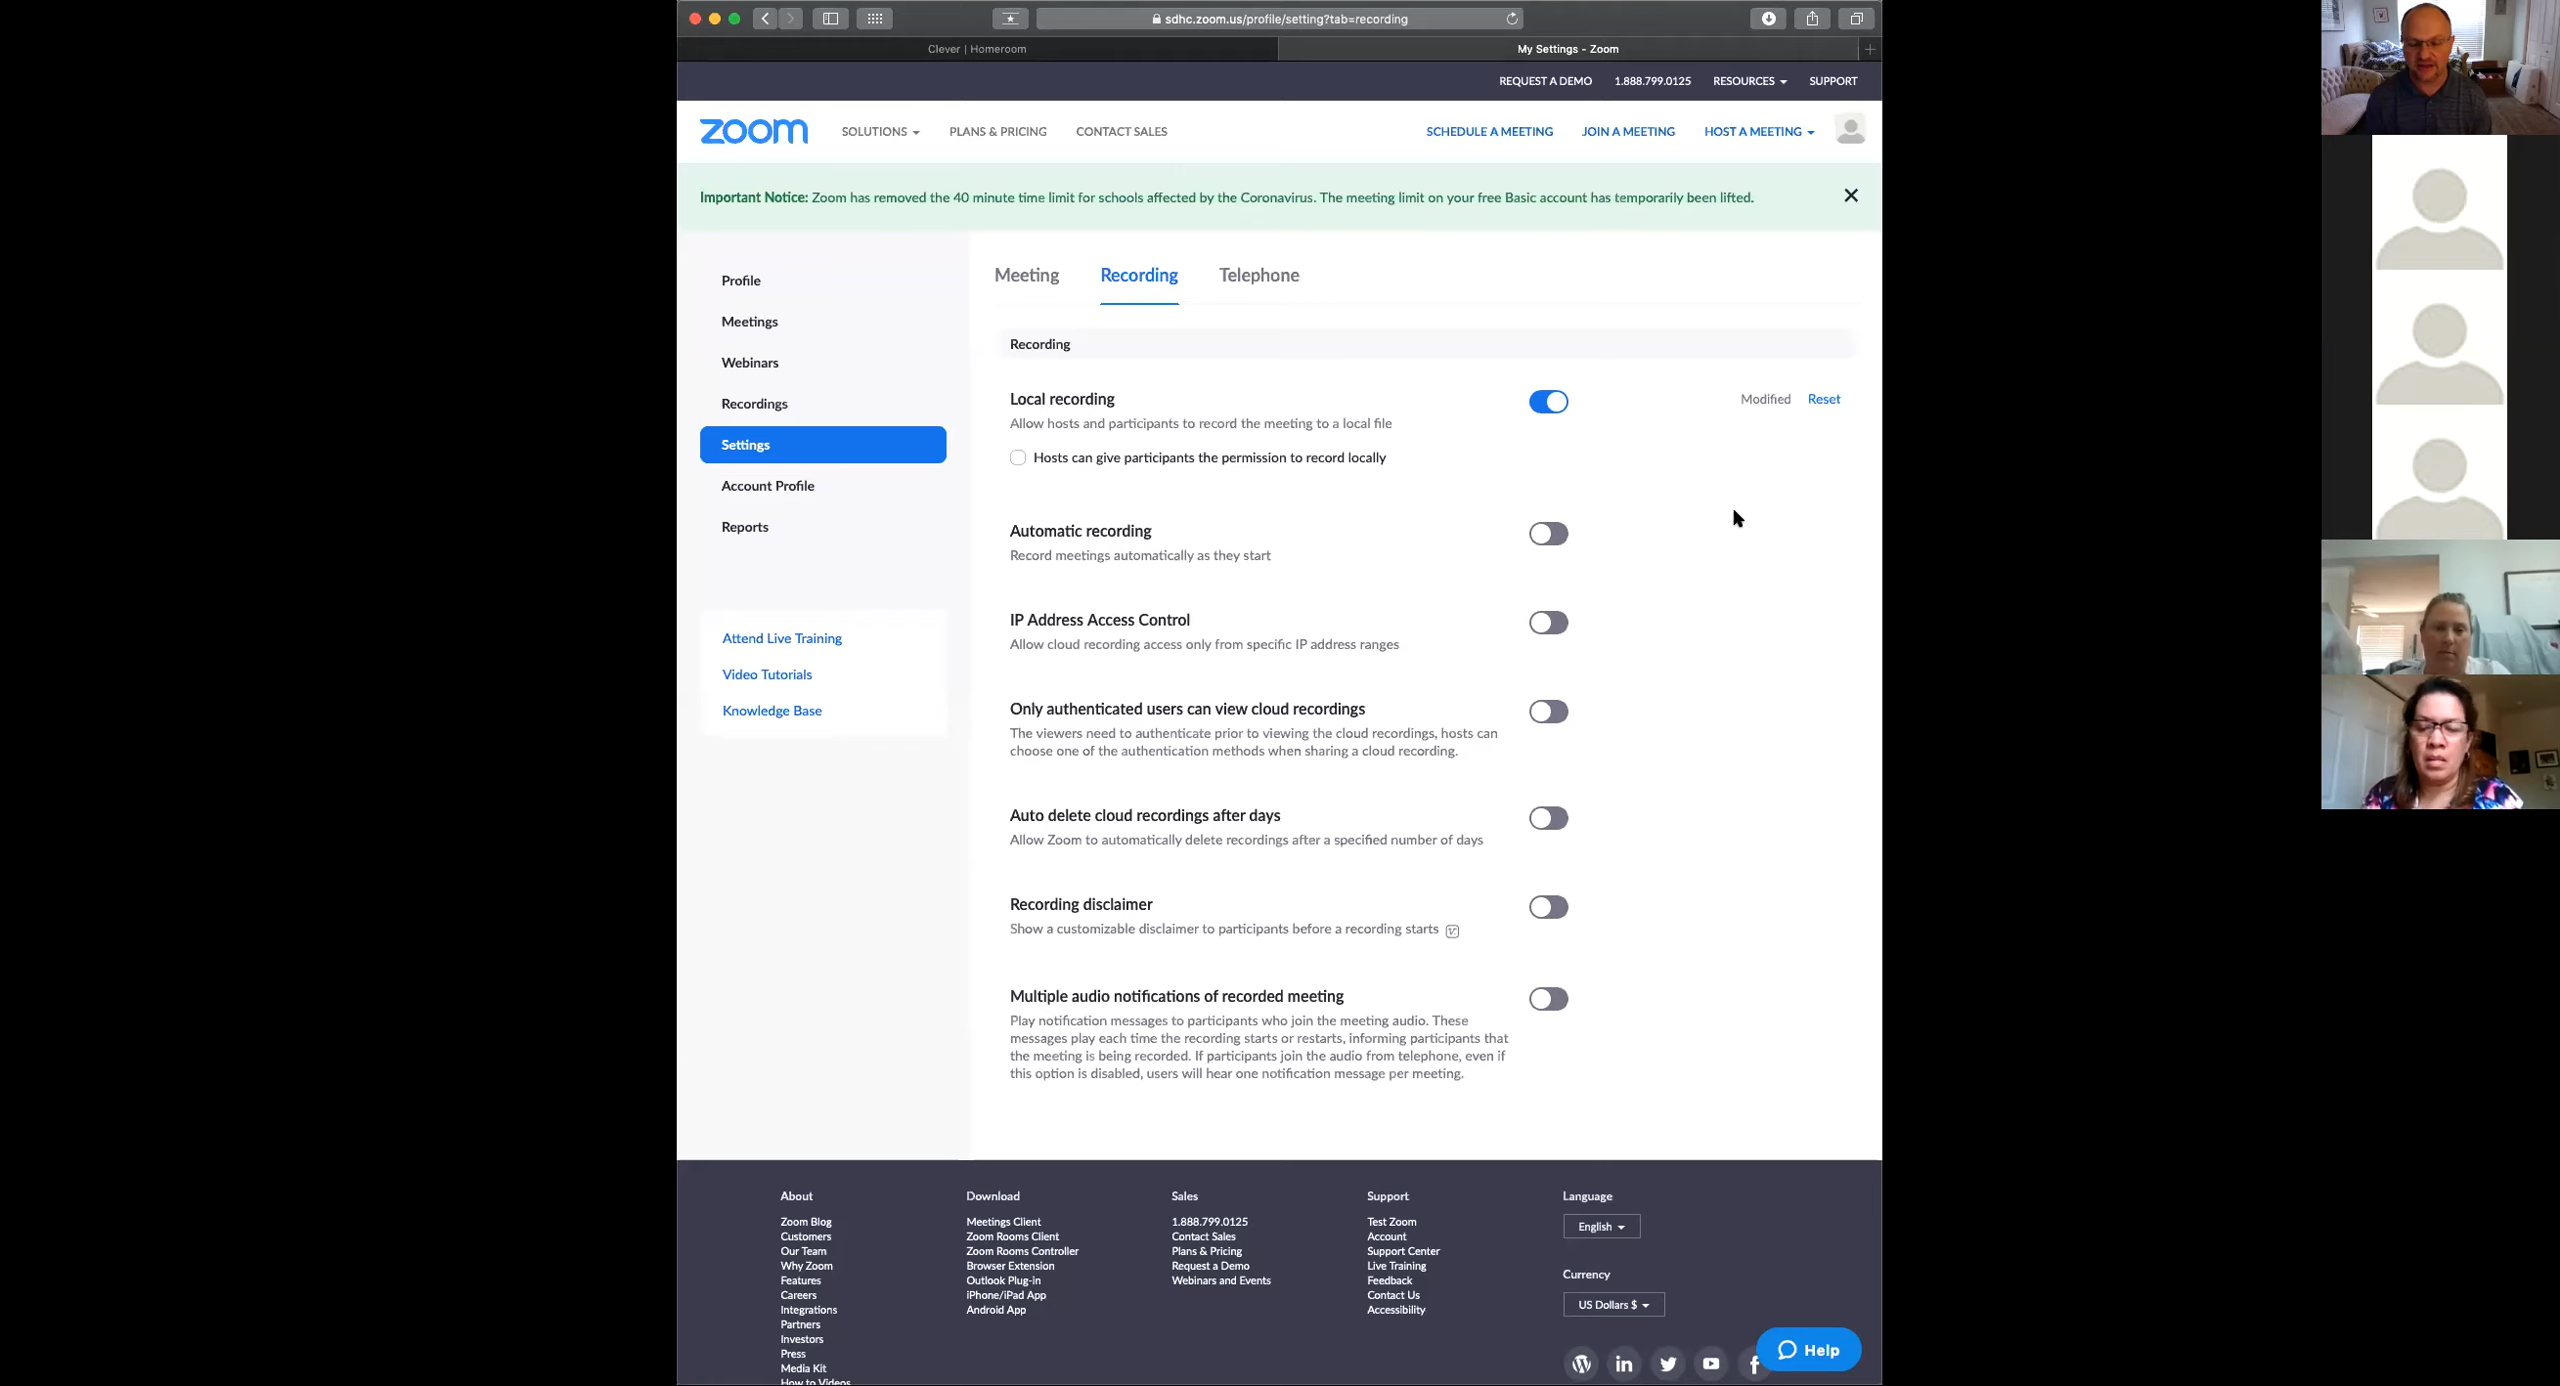 sdhc.zoom.us/profile/setting?tab=recording
Clever | Homeroom
My Settings - Zoom
REQUEST A DEMO 1.888.799.0125 RESOURCES SUPPORT
zoom SOLUTIONS PLANS & PRICING CONTACT SALES SCHEDULE A MEETING JOIN A MEETING HOST A MEETING
Important Notice: Zoom has removed the 40 minute time limit for schools affected by the Coronavirus. The meeting limit on your free Basic account has temporarily been lifted.
Profile
Meetings
Webinars
Recordings
Settings
Account Profile
Reports
Attend Live Training
Video Tutorials
Knowledge Base
Meeting Recording Telephone
Recording
Local recording
Modified Reset
Allow hosts and participants to record the meeting to a local file
Hosts can give participants the permission to record locally
Automatic recording
Record meetings automatically as they start
IP Address Access Control
Allow cloud recording access only from specific IP address ranges
Only authenticated users can view cloud recordings
The viewers need to authenticate prior to viewing the cloud recordings, hosts can
choose one of the authentication methods when sharing a cloud recording.
Auto delete cloud recordings after days
Allow Zoom to automatically delete recordings after a specified number of days
Recording disclaimer
Show a customizable disclaimer to participants before a recording starts
Multiple audio notifications of recorded meeting
Play notification messages to participants who join the meeting audio. These
messages play each time the recording starts or restarts, informing participants that
the meeting is being recorded. If participants join the audio from telephone, even if
this option is disabled, users will hear one notification message per meeting.
About
Zoom Blog
Customers
Our Team
Why Zoom
Features
Careers
Integrations
Partners
Investors
Press
Media Kit
How to Videos
Download
Meetings Client
Zoom Rooms Client
Zoom Rooms Controller
Browser Extension
Outlook Plug-in
iPhone/iPad App
Android App
Sales
1.888.799.0125
Contact Sales
Plans & Pricing
Request a Demo
Webinars and Events
Support
Test Zoom
Account
Support Center
Live Training
Feedback
Contact Us
Accessibility
Language
English
Currency
US Dollars $
Help